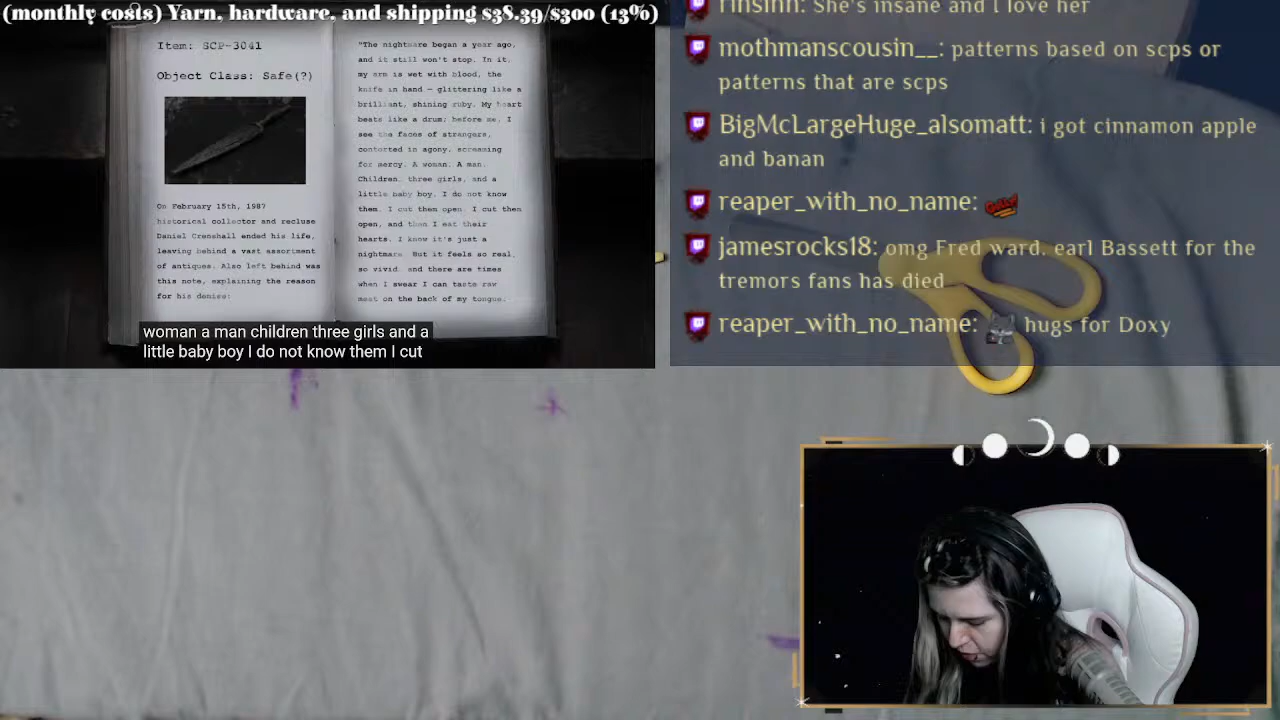 (monthly costs) Yarn, hardware, and shipping $38.39/$300 (13%)
Item: SCP-3041
Object Class: Safe(?)
On February 15th, 1987
historical collector and recluse
Daniel Crenshall ended his life,
leaving behind a vast assortment
of antiques. Also left behind was
this note, explaining the reason
for his demise:
"The nightmare began a year ago,
and it still won't stop. In it,
my arm is wet with blood, the
knife in hand — glittering like a
brilliant, shining ruby. My heart
beats like a drum; before me, I
see the faces of strangers,
contorted in agony, screaming
for mercy. A woman. A man.
Children. three girls, and a
little baby boy. I do not know
them. I cut them open. I cut them
open, and then I eat their
hearts. I know it's just a
nightmare. But it feels so real,
so vivid. and there are times
when I swear I can taste raw
meat on the back of my tongue.
woman a man children three girls and a
little baby boy I do not know them I cut
rinsinn: She's insane and I love her
mothmanscousin__: patterns based on scps or
patterns that are scps
BigMcLargeHuge_alsomatt: i got cinnamon apple
and banan
reaper_with_no_name:
jamesrocks18: omg Fred ward. earl Bassett for the
tremors fans has died
reaper_with_no_name: hugs for Doxy